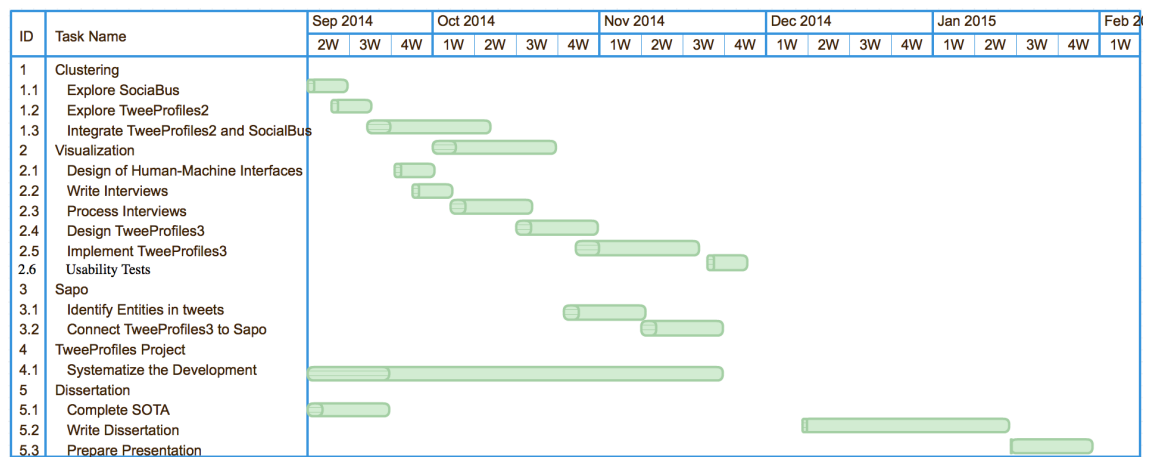 ID Task Name Sep 2014 Oct 2014 Nov 2014 Dec 2014 Jan 2015 Feb 2
2W 3W 4W 1W 2W 3W 4W 1W 2W 3W 4W 1W 2W 3W 4W 1W 2W 3W 4W 1W
1 Clustering
1.1 Explore SociaBus
1.2 Explore TweeProfiles2
1.3 Integrate TweeProfiles2 and SocialBus
2 Visualization
2.1 Design of Human-Machine Interfaces
2.2 Write Interviews
2.3 Process Interviews
2.4 Design TweeProfiles3
2.5 Implement TweeProfiles3
2.6 Usability Tests
3 Sapo
3.1 Identify Entities in tweets
3.2 Connect TweeProfiles3 to Sapo
4 TweeProfiles Project
4.1 Systematize the Development
5 Dissertation
5.1 Complete SOTA
5.2 Write Dissertation
5.3 Prepare Presentation